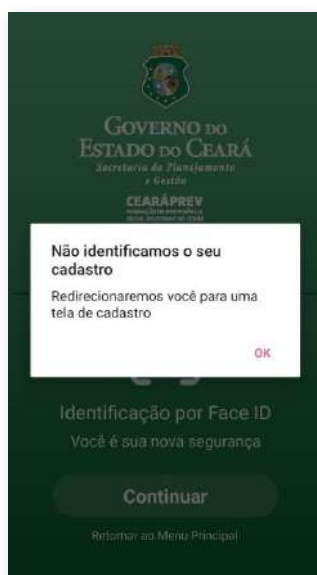 GOVERNO DO
ESTADO DO CEARÁ
Secretaria do Planejamento
e Gestão
CEARÁPREV
Não identificamos o seu
cadastro
Redirecionaremos você para uma
tela de cadastro
OK
Identificação por Face ID
Você é sua nova segurança
Continuar
Retornar ao Menu Principal